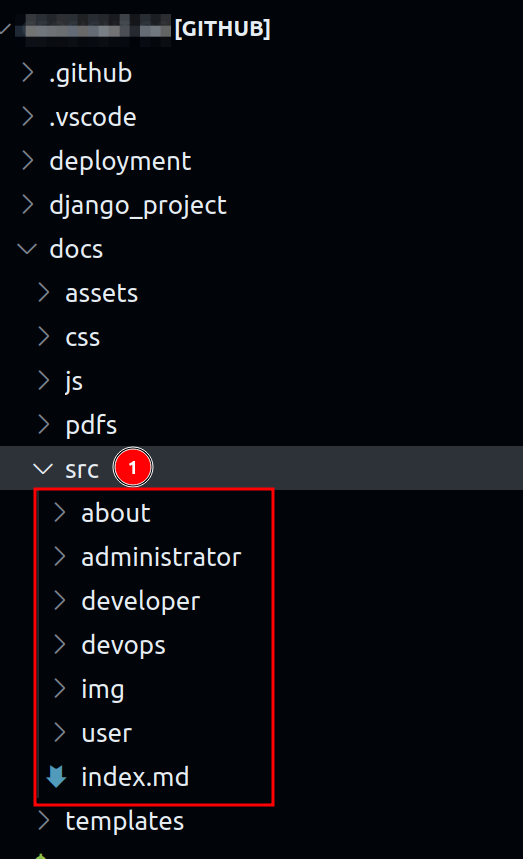 [GITHUB]
.github
.vscode
deployment
django_project
docs
assets
css
js
pdfs
src 1
about
administrator
developer
devops
img
user
index.md
templates